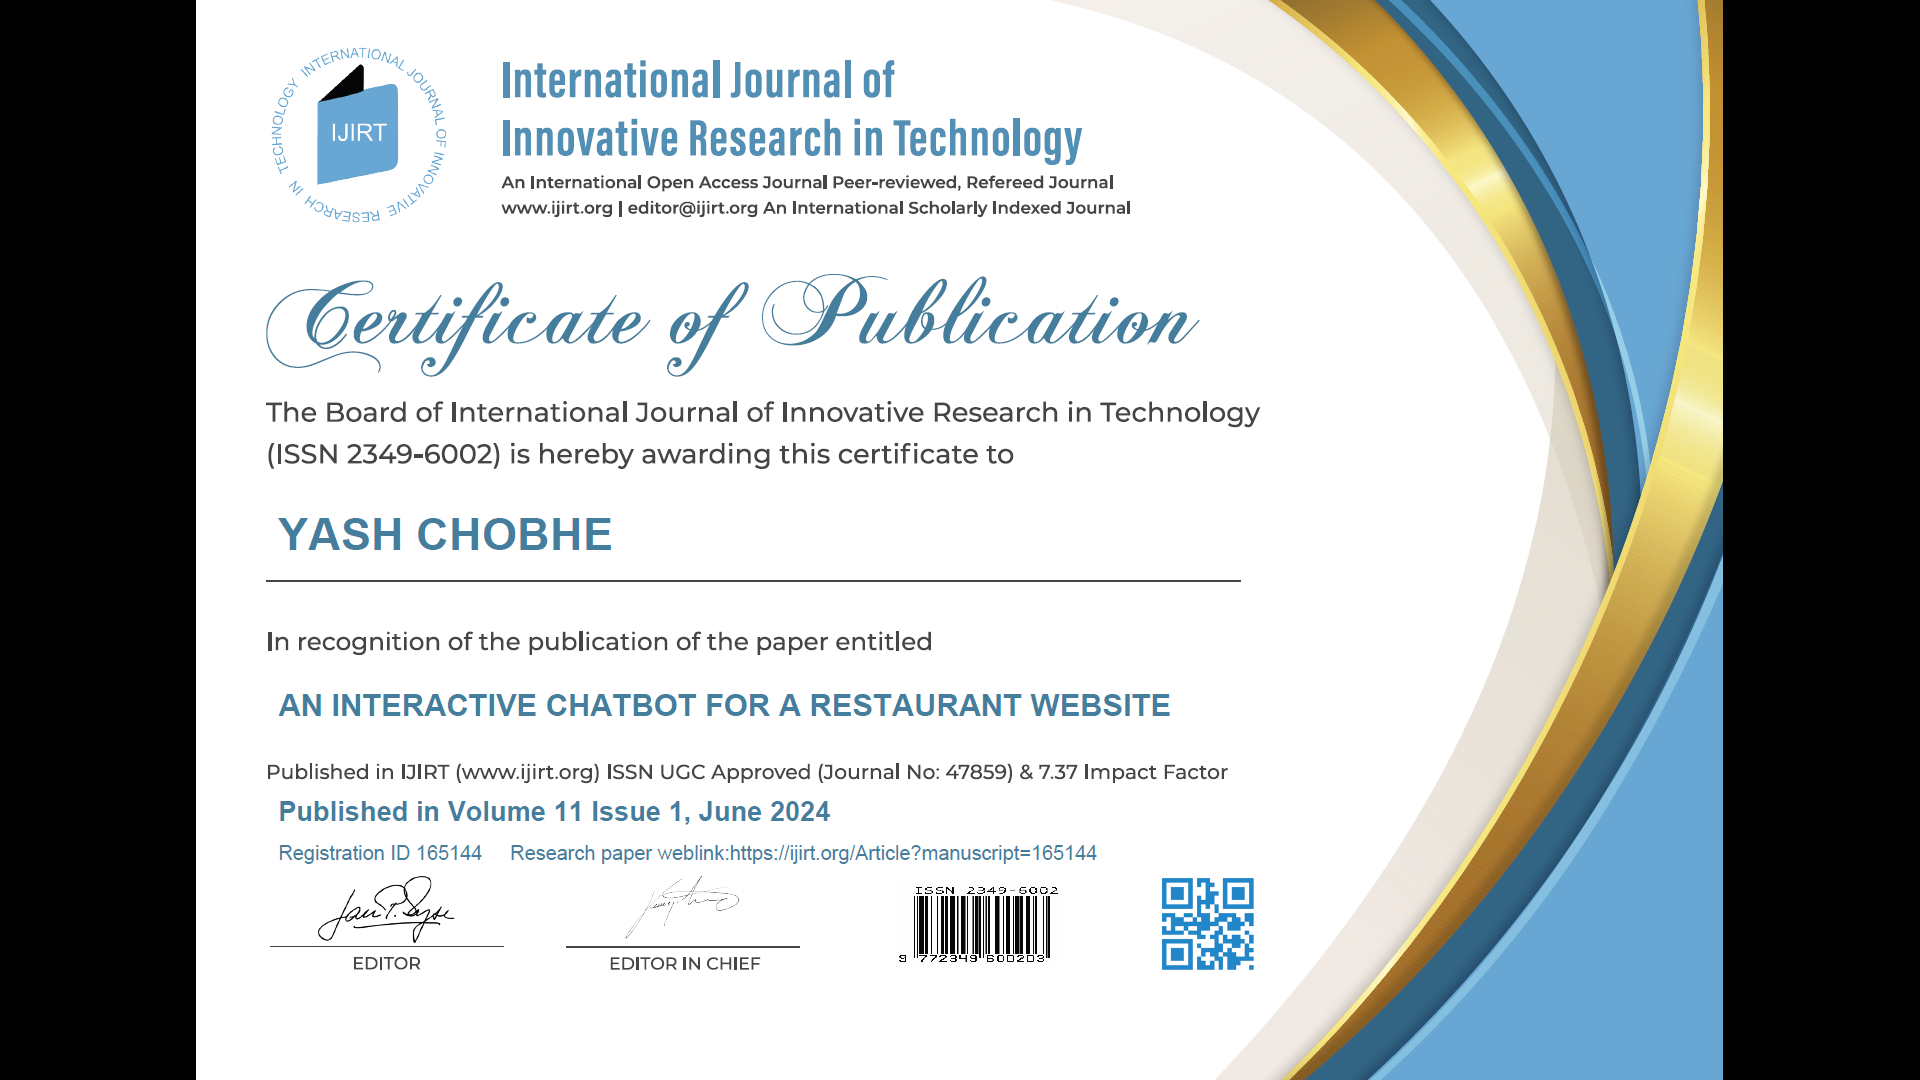 INTERNATIONAL JOURNAL OF INNOVATIVE RESEARCH IN TECHNOLOGY
IJIRT
International Journal of
Innovative Research in Technology
An International Open Access Journal Peer-reviewed, Refereed Journal
www.ijirt.org | editor@ijirt.org An International Scholarly Indexed Journal
Certificate of Publication
The Board of International Journal of Innovative Research in Technology
(ISSN 2349-6002) is hereby awarding this certificate to
YASH CHOBHE
In recognition of the publication of the paper entitled
AN INTERACTIVE CHATBOT FOR A RESTAURANT WEBSITE
Published in IJIRT (www.ijirt.org) ISSN UGC Approved (Journal No: 47859) & 7.37 Impact Factor
Published in Volume 11 Issue 1, June 2024
Registration ID 165144 Research paper weblink:https://ijirt.org/Article?manuscript=165144
ISSN 2349-6002
9 772349 600203
EDITOR
EDITOR IN CHIEF